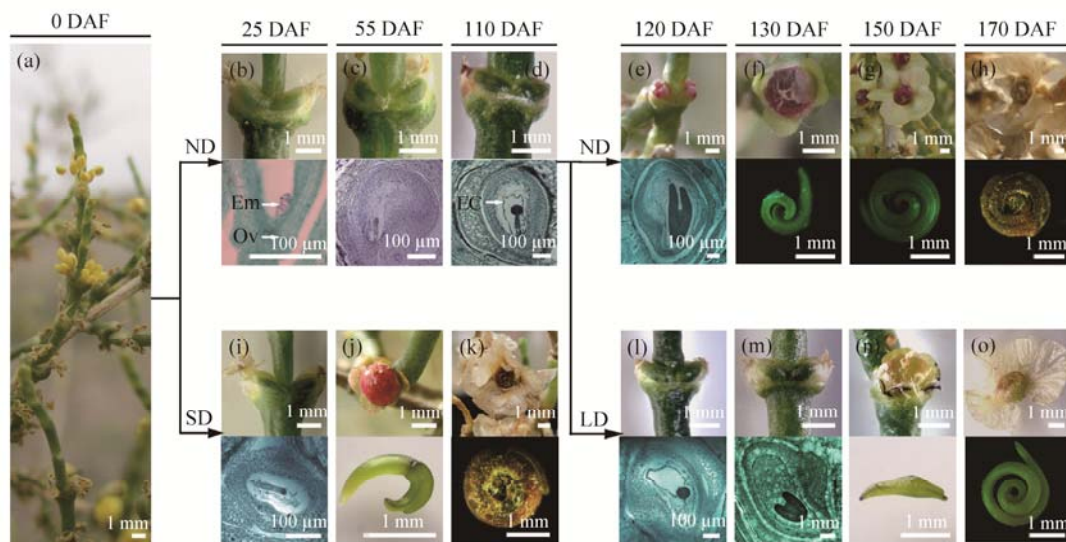 0 DAF
25 DAF 55 DAF 110 DAF 120 DAF 130 DAF 150 DAF 170 DAF
(a)
1 mm
ND
(b) (c) (d)
1 mm 1 mm 1 mm
Em
Ov
EC
100 μm 100 μm 100 μm
ND
(e) (f) (g) (h)
1 mm 1 mm 1 mm 1 mm
100 μm 1 mm 1 mm 1 mm
SD
(i) (j) (k)
1 mm 1 mm 1 mm
100 μm 1 mm 1 mm
LD
(l) (m) (n) (o)
1 mm 1 mm 1 mm 1 mm
100 μm 1 mm 1 mm 1 mm